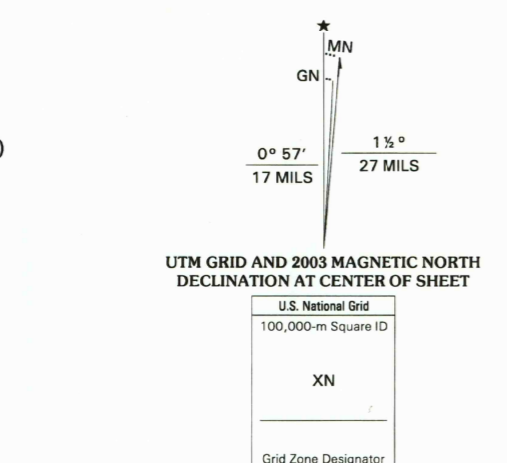 ★
MN
GN
)
0° 57′
17 MILS
1½°
27 MILS
UTM GRID AND 2003 MAGNETIC NORTH
DECLINATION AT CENTER OF SHEET
U.S. National Grid
100,000-m Square ID
XN
Grid Zone Designator